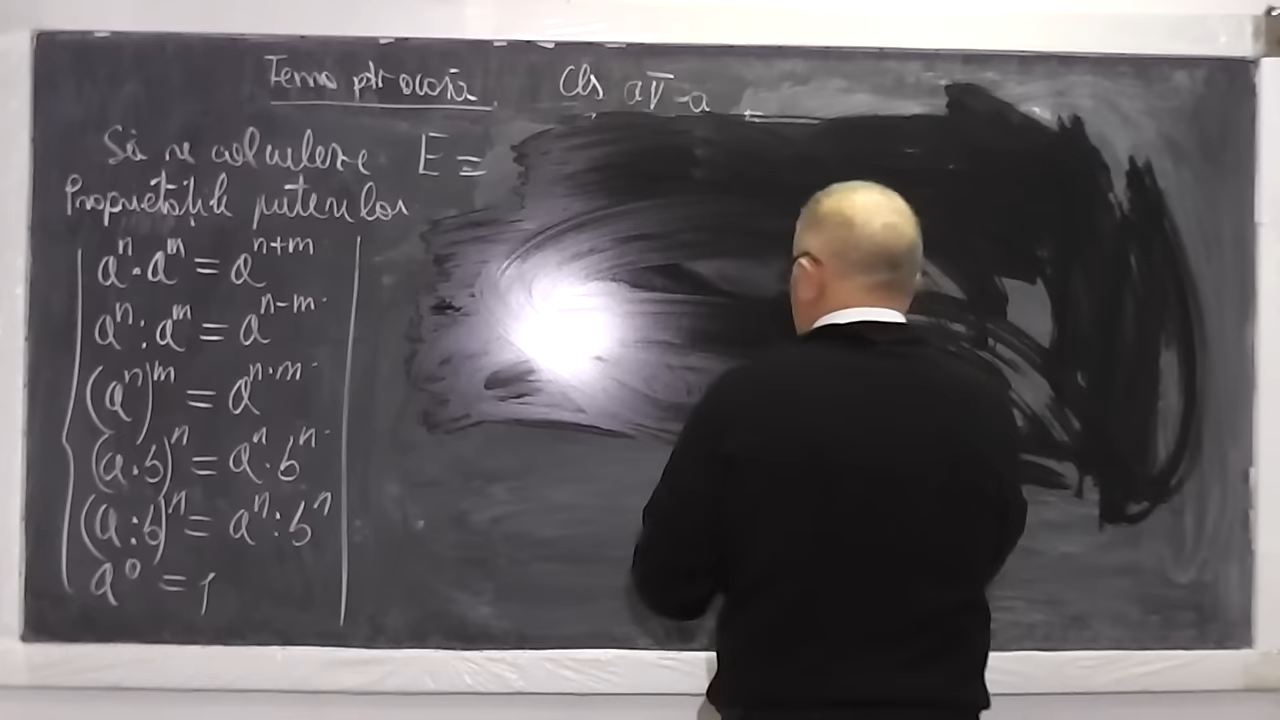 Tema ptr acasă Cls a V-a
Să se calculeze E =
Proprietățile puterilor
aⁿ·aᵐ = aⁿ⁺ᵐ
aⁿ:aᵐ = aⁿ⁻ᵐ
(aⁿ)ᵐ = aⁿ·ᵐ
(a·b)ⁿ = aⁿ·bⁿ
(a:b)ⁿ = aⁿ:bⁿ
a⁰ = 1